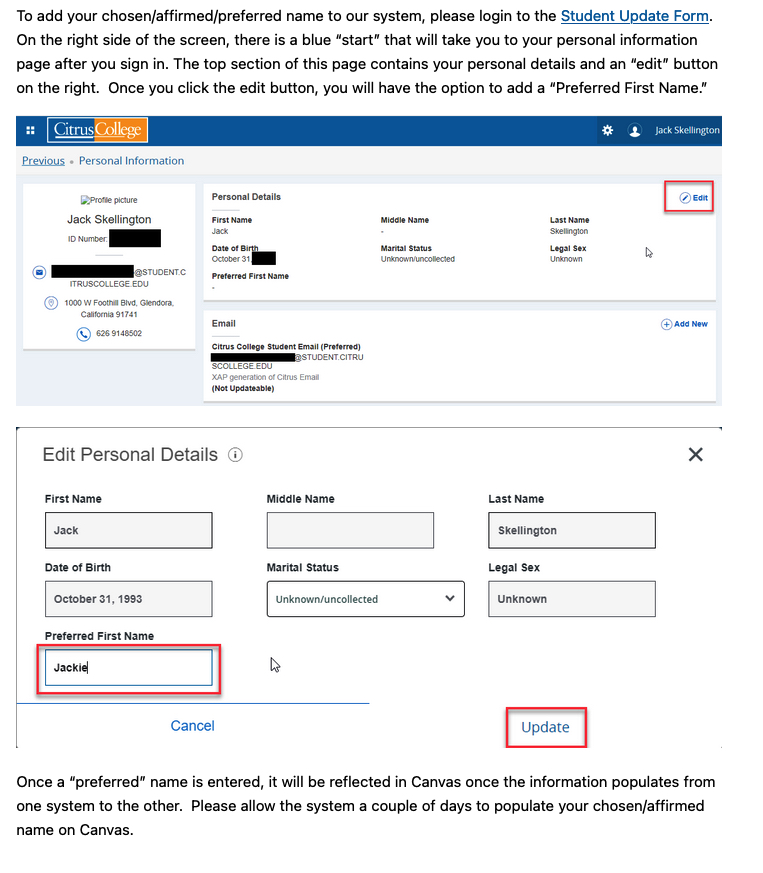 To add your chosen/affirmed/preferred name to our system, please login to the Student Update Form.
On the right side of the screen, there is a blue “start” that will take you to your personal information
page after you sign in. The top section of this page contains your personal details and an “edit” button
on the right.  Once you click the edit button, you will have the option to add a “Preferred First Name.”
Citrus College
Jack Skellington
Previous • Personal Information
Profile picture
Jack Skellington
ID Number:
@STUDENT.C
ITRUSCOLLEGE.EDU
1000 W Foothill Blvd, Glendora,
California 91741
626 9148502
Personal Details
Edit
First Name Middle Name Last Name
Jack - Skellington
Date of Birth Marital Status Legal Sex
October 31, Unknown/uncollected Unknown
Preferred First Name
-
Email
Add New
Citrus College Student Email (Preferred)
@STUDENT.CITRU
SCOLLEGE.EDU
XAP generation of Citrus Email
(Not Updateable)
Edit Personal Details
First Name Middle Name Last Name
Jack Skellington
Date of Birth Marital Status Legal Sex
October 31, 1993 Unknown/uncollected Unknown
Preferred First Name
Jackie
Cancel Update
Once a “preferred” name is entered, it will be reflected in Canvas once the information populates from
one system to the other.  Please allow the system a couple of days to populate your chosen/affirmed
name on Canvas.